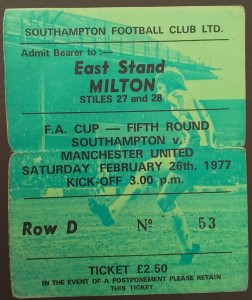 SOUTHAMPTON FOOTBALL CLUB LTD.
Admit Bearer to :—
East Stand
MILTON
STILES 27 and 28
F.A. CUP — FIFTH ROUND
SOUTHAMPTON v.
MANCHESTER UNITED
SATURDAY FEBRUARY 26th, 1977
KICK-OFF 3.00 p.m.
Row D Nº 53
TICKET £2.50
IN THE EVENT OF A POSTPONEMENT PLEASE RETAIN
THIS TICKET